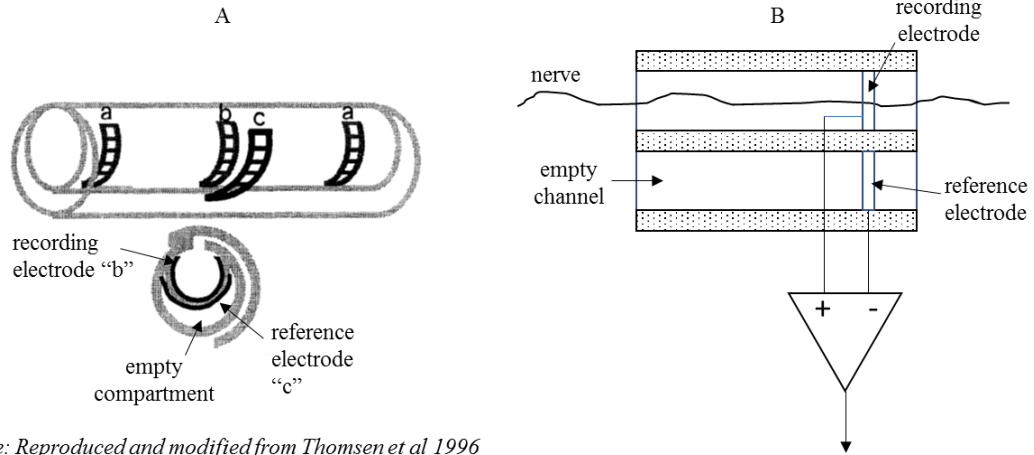 A
a
b
c
a
recording
electrode “b”
reference
electrode
“c”
empty
compartment
B
recording
electrode
nerve
empty
channel
reference
electrode
+
-
e: Reproduced and modified from Thomsen et al 1996